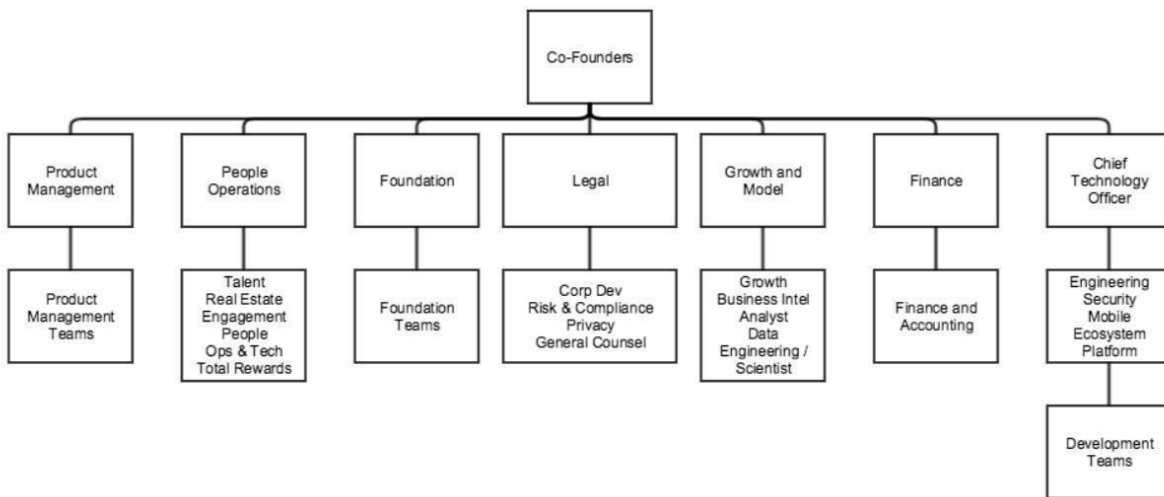 Co-Founders
Product
Management
People
Operations
Foundation
Legal
Growth and
Model
Finance
Chief
Technology
Officer
Product
Management
Teams
Talent
Real Estate
Engagement
People
Ops & Tech
Total Rewards
Foundation
Teams
Corp Dev
Risk & Compliance
Privacy
General Counsel
Growth
Business Intel
Analyst
Data
Engineering /
Scientist
Finance and
Accounting
Engineering
Security
Mobile
Ecosystem
Platform
Development
Teams